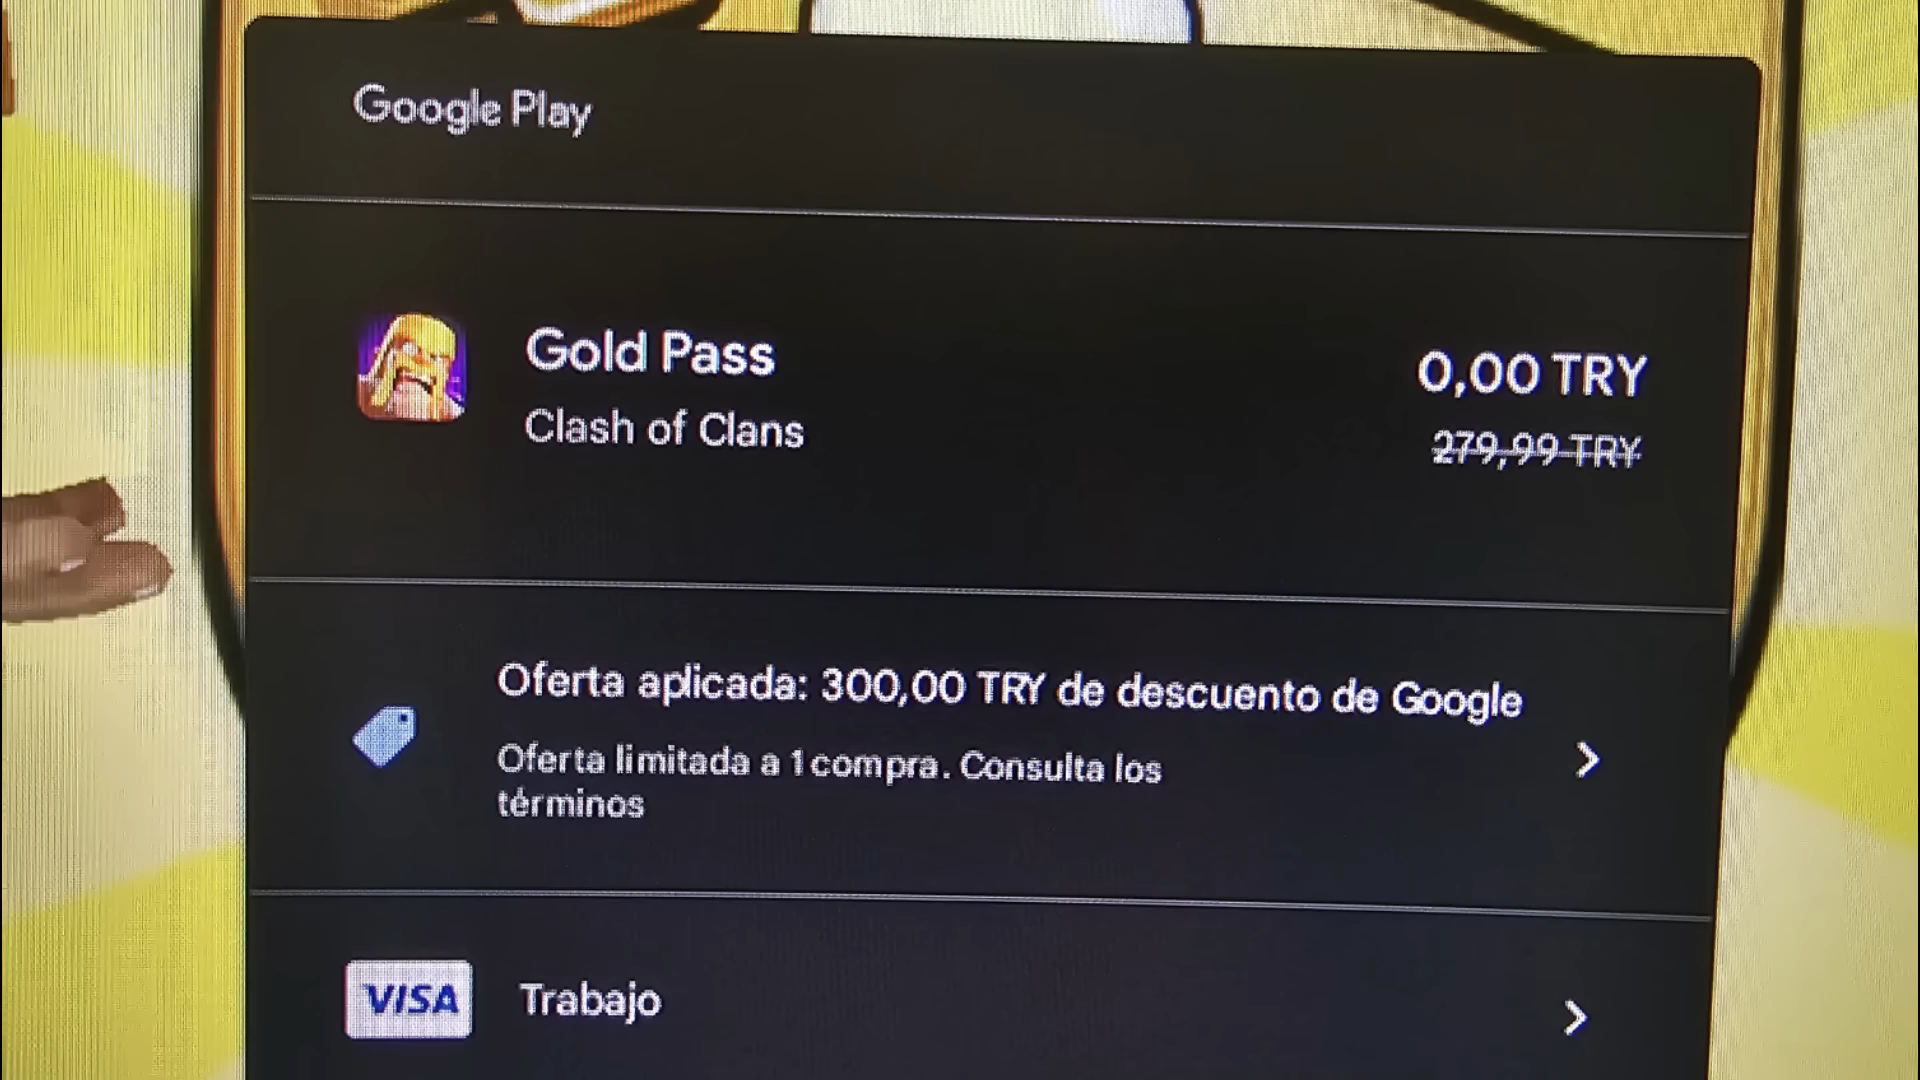 Google Play
Gold Pass
0,00 TRY
Clash of Clans
279,99 TRY
Oferta aplicada: 300,00 TRY de descuento de Google
Oferta limitada a 1 compra. Consulta los
términos
VISA
Trabajo